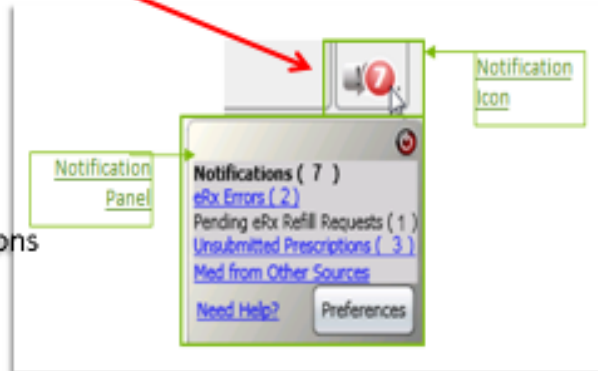 7
Notification
Icon
Notification
Panel
Notifications ( 7 )
eRx Errors ( 2 )
Pending eRx Refill Requests ( 1 )
Unsubmitted Prescriptions ( 3 )
Med from Other Sources
Need Help?
Preferences
ons